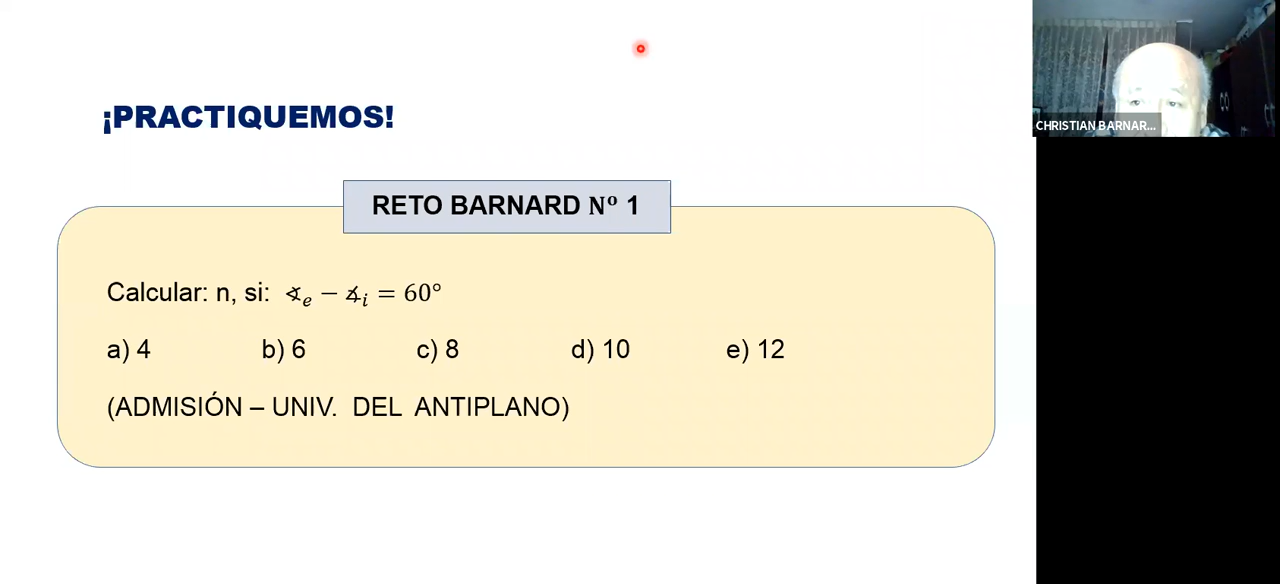 ¡PRACTIQUEMOS!
CHRISTIAN BARNAR...
RETO BARNARD Nº 1
Calcular: n, si: ∢e − ∡i = 60°
a) 4 b) 6 c) 8 d) 10 e) 12
(ADMISIÓN – UNIV. DEL ANTIPLANO)